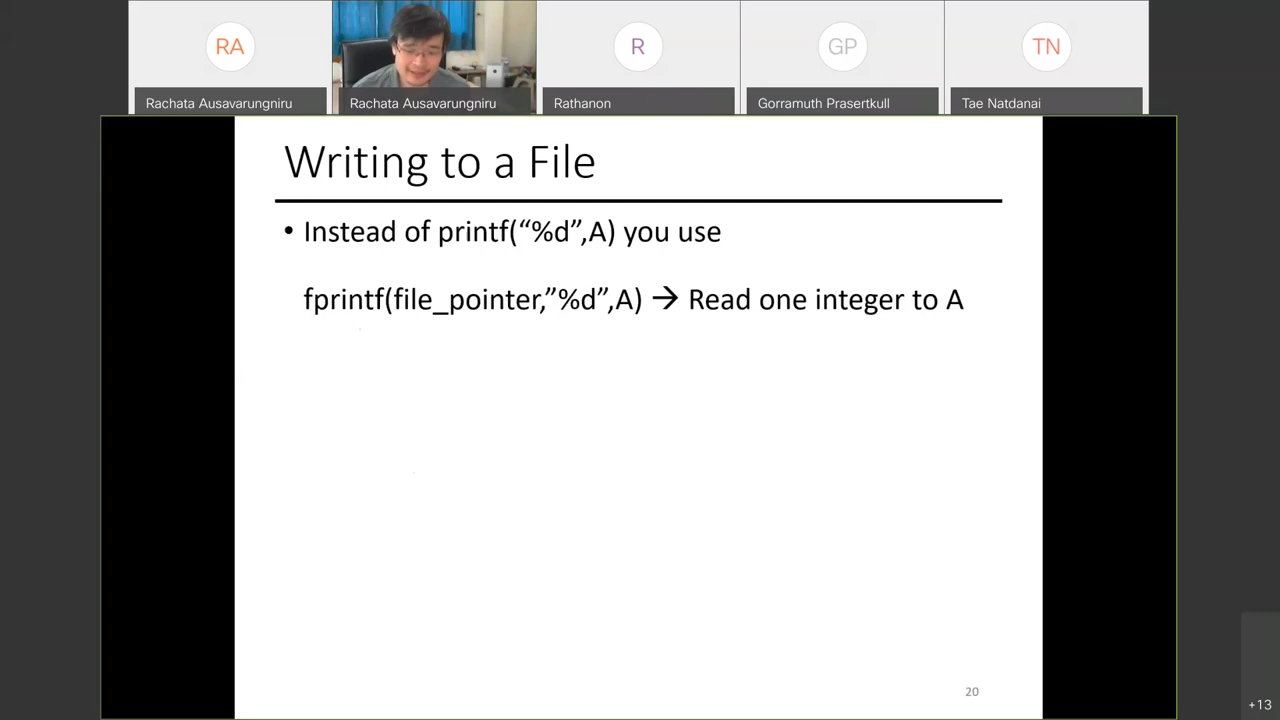 RA
R
GP
TN
Rachata Ausavarungniru
Rachata Ausavarungniru
Rathanon
Gorramuth Prasertkull
Tae Natdanai
Writing to a File
• Instead of printf(“%d”,A) you use
fprintf(file_pointer,”%d”,A) → Read one integer to A
20
+13